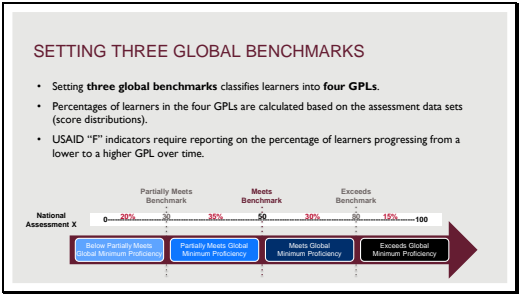 SETTING THREE GLOBAL BENCHMARKS
• Setting three global benchmarks classifies learners into four GPLs.
• Percentages of learners in the four GPLs are calculated based on the assessment data sets
(score distributions).
• USAID “F” indicators require reporting on the percentage of learners progressing from a
lower to a higher GPL over time.
Partially Meets
Benchmark
Meets
Benchmark
Exceeds
Benchmark
National
Assessment X
0 20% 30 35% 50 30% 80 15% 100
Below Partially Meets
Global Minimum Proficiency
Partially Meets Global
Minimum Proficiency
Meets Global
Minimum Proficiency
Exceeds Global
Minimum Proficiency